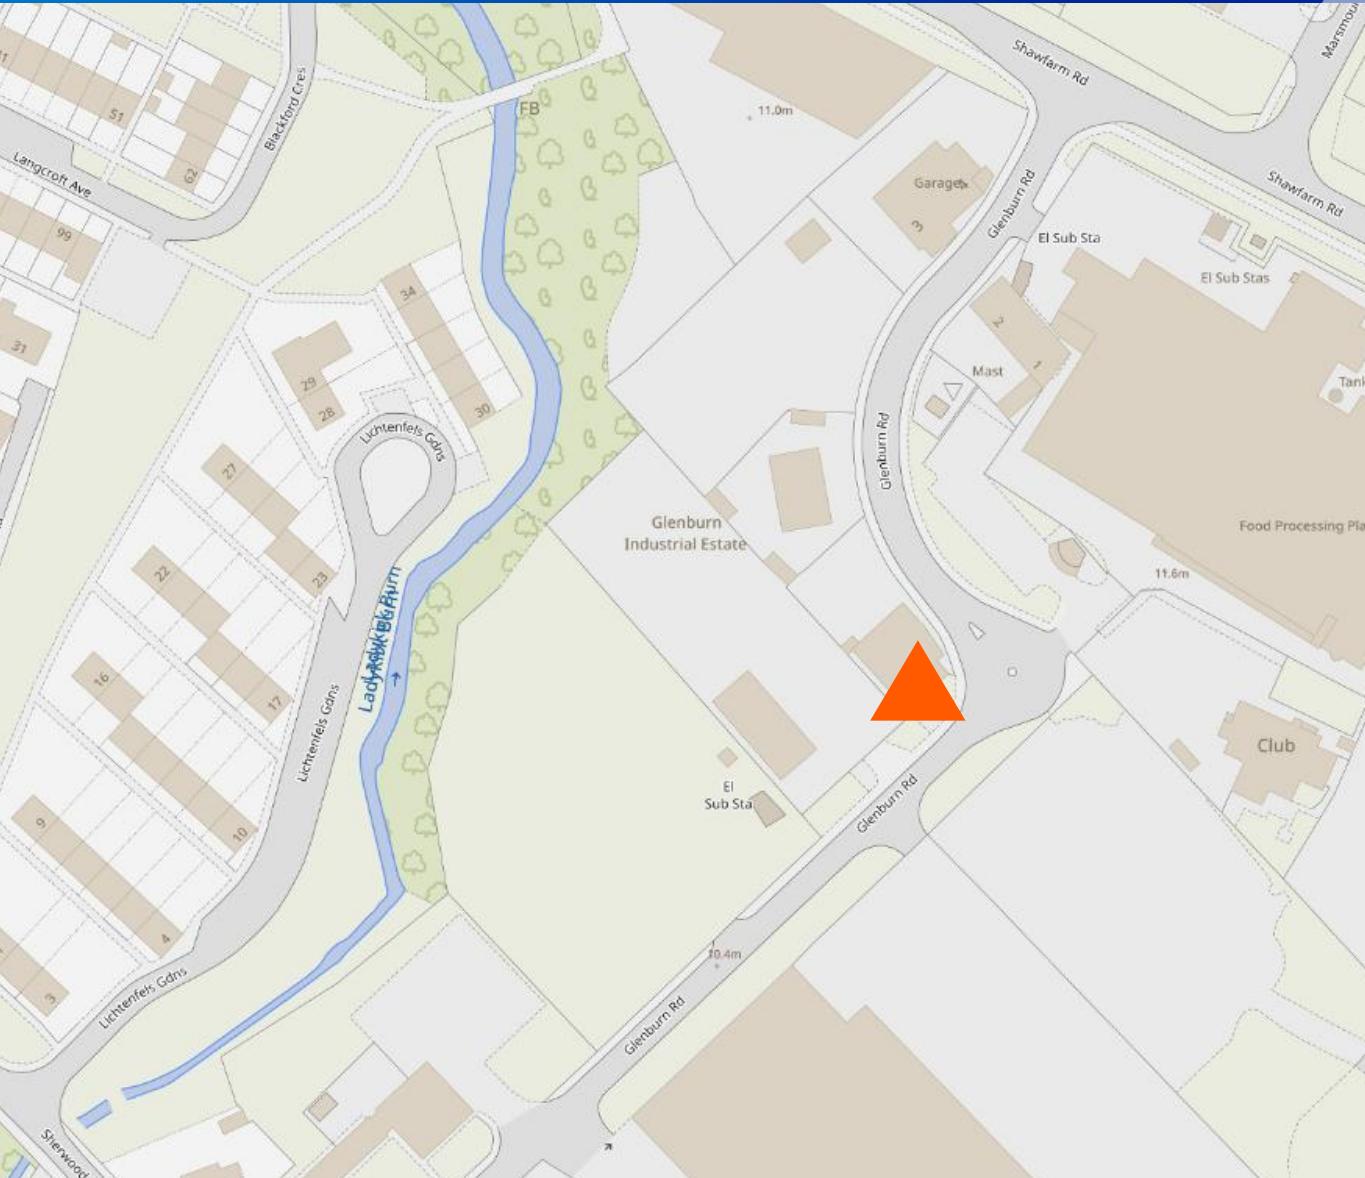 Shawfarm Rd
Blackford Cres
51
FB
11.0m
Langcroft Ave
62
Garage
Glenburn Rd
Shawfarm Rd
3
99
El Sub Sta
El Sub Stas
34
2
31
29
Mast
1
28
30
Lichtenfels Gdns
Glenburn Rd
27
Glenburn
Industrial Estate
Food Processing Pla
23
22
11.6m
Ladykirk Burn
16
17
Lichtenfels Gdns
Club
El
Sub Sta
Glenburn Rd
9
10
4
10.4m
3
Lichtenfels Gdns
Glenburn Rd
Sherwood